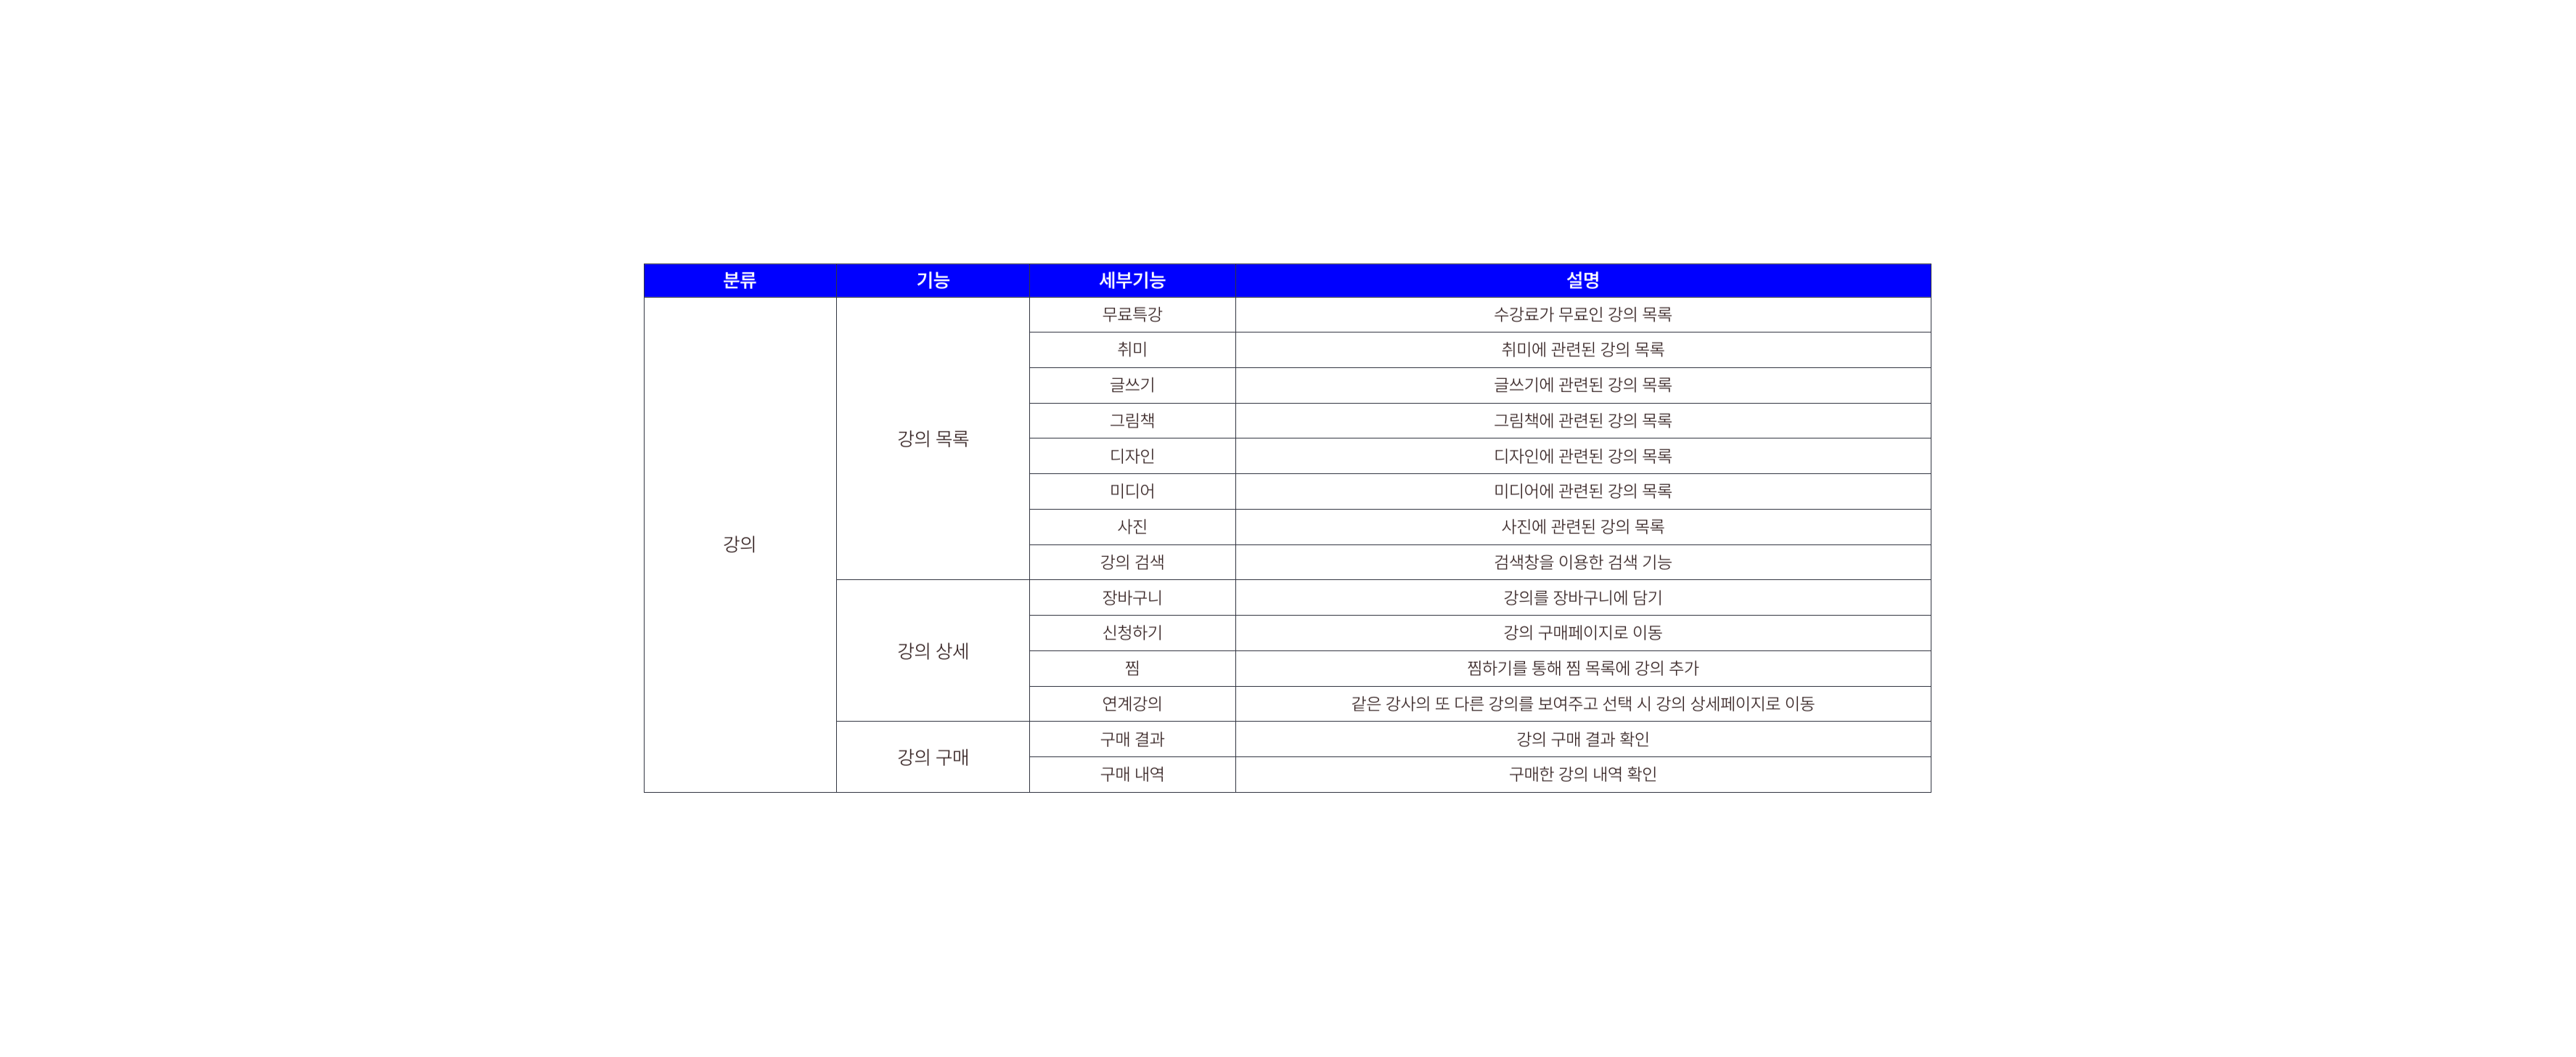 분류 기능 세부기능 설명
강의 강의 목록 무료특강 수강료가 무료인 강의 목록
취미 취미에 관련된 강의 목록
글쓰기 글쓰기에 관련된 강의 목록
그림책 그림책에 관련된 강의 목록
디자인 디자인에 관련된 강의 목록
미디어 미디어에 관련된 강의 목록
사진 사진에 관련된 강의 목록
강의 검색 검색창을 이용한 검색 기능
강의 상세 장바구니 강의를 장바구니에 담기
신청하기 강의 구매페이지로 이동
찜 찜하기를 통해 찜 목록에 강의 추가
연계강의 같은 강사의 또 다른 강의를 보여주고 선택 시 강의 상세페이지로 이동
강의 구매 구매 결과 강의 구매 결과 확인
구매 내역 구매한 강의 내역 확인